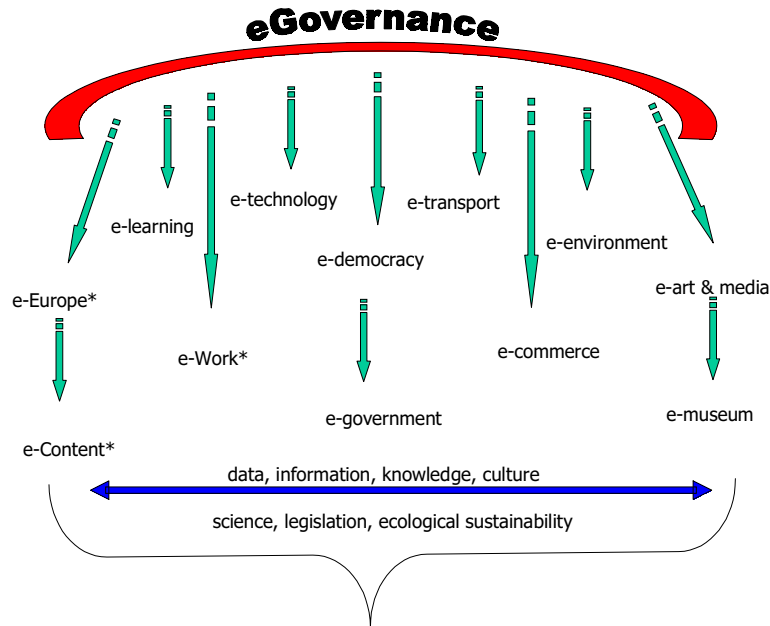 eGovernance
e-technology
e-transport
e-learning
e-environment
e-democracy
e-Europe*
e-art & media
e-Work*
e-commerce
e-government
e-museum
e-Content*
data, information, knowledge, culture
science, legislation, ecological sustainability